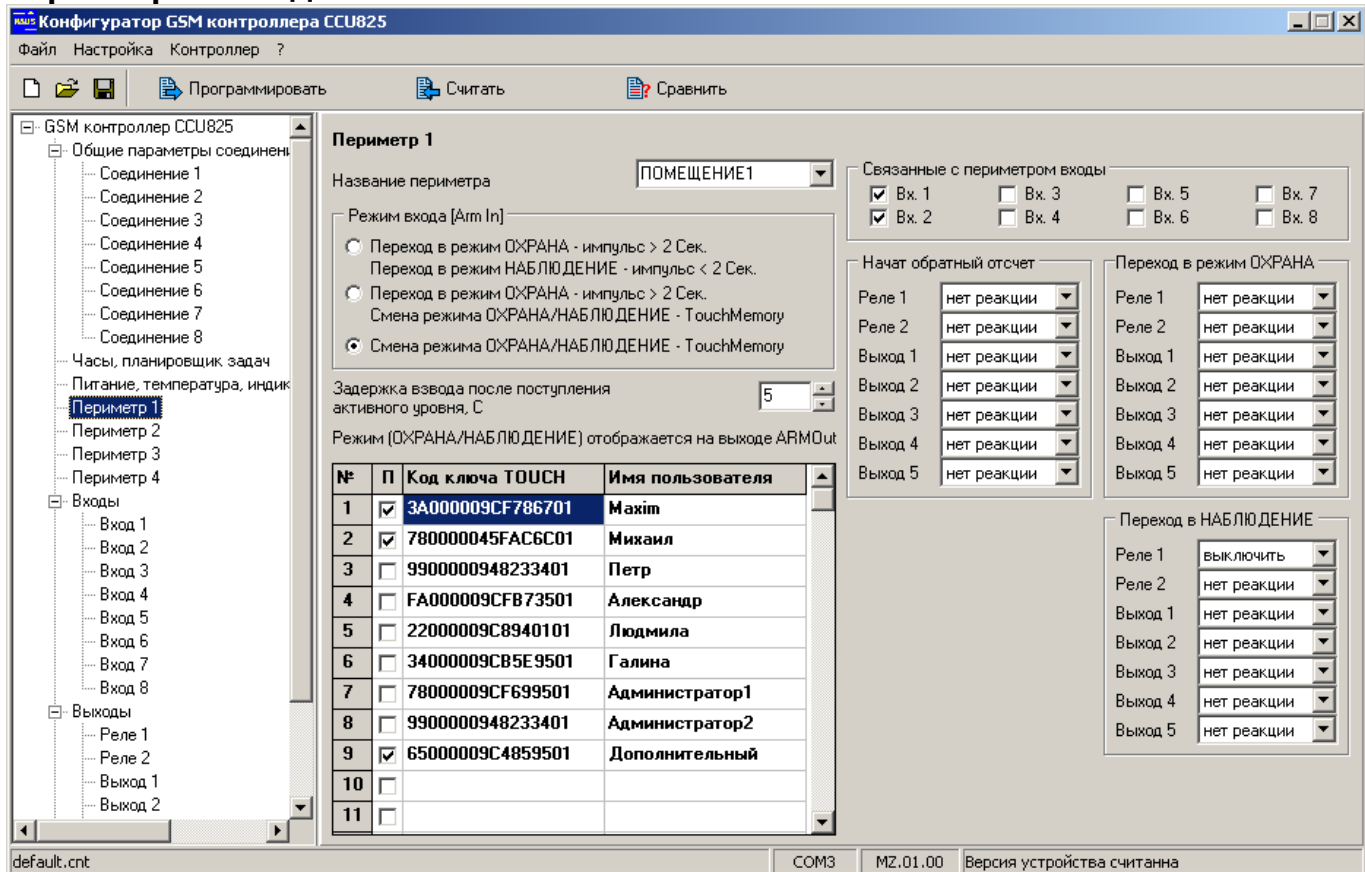 Конфигуратор GSM контроллера CCU825
Файл Настройка Контроллер ?
Программировать Считать Сравнить
GSM контроллер CCU825
Общие параметры соединени
Соединение 1
Соединение 2
Соединение 3
Соединение 4
Соединение 5
Соединение 6
Соединение 7
Соединение 8
Часы, планировщик задач
Питание, температура, индик
Периметр 1
Периметр 2
Периметр 3
Периметр 4
Входы
Вход 1
Вход 2
Вход 3
Вход 4
Вход 5
Вход 6
Вход 7
Вход 8
Выходы
Реле 1
Реле 2
Выход 1
Выход 2
Периметр 1
Название периметра ПОМЕЩЕНИЕ1
Режим входа [Arm In]
Переход в режим ОХРАНА - импульс > 2 Сек.
Переход в режим НАБЛЮДЕНИЕ - импульс < 2 Сек.
Переход в режим ОХРАНА - импульс > 2 Сек.
Смена режима ОХРАНА/НАБЛЮДЕНИЕ - TouchMemory
Смена режима ОХРАНА/НАБЛЮДЕНИЕ - TouchMemory
Задержка взвода после поступления
активного уровня, С 5
Режим (ОХРАНА/НАБЛЮДЕНИЕ) отображается на выходе ARMOut
№ П Код ключа TOUCH Имя пользователя
1 3A000009CF786701 Maxim
2 780000045FAC6C01 Михаил
3 9900000948233401 Петр
4 FA000009CFB73501 Александр
5 22000009C8940101 Людмила
6 34000009CB5E9501 Галина
7 78000009CF699501 Администратор1
8 9900000948233401 Администратор2
9 65000009C4859501 Дополнительный
10
11
Связанные с периметром входы
Вх. 1 Вх. 3 Вх. 5 Вх. 7
Вх. 2 Вх. 4 Вх. 6 Вх. 8
Начат обратный отсчет
Реле 1 нет реакции
Реле 2 нет реакции
Выход 1 нет реакции
Выход 2 нет реакции
Выход 3 нет реакции
Выход 4 нет реакции
Выход 5 нет реакции
Переход в режим ОХРАНА
Реле 1 нет реакции
Реле 2 нет реакции
Выход 1 нет реакции
Выход 2 нет реакции
Выход 3 нет реакции
Выход 4 нет реакции
Выход 5 нет реакции
Переход в НАБЛЮДЕНИЕ
Реле 1 выключить
Реле 2 нет реакции
Выход 1 нет реакции
Выход 2 нет реакции
Выход 3 нет реакции
Выход 4 нет реакции
Выход 5 нет реакции
default.cnt COM3 MZ.01.00 Версия устройства считанна